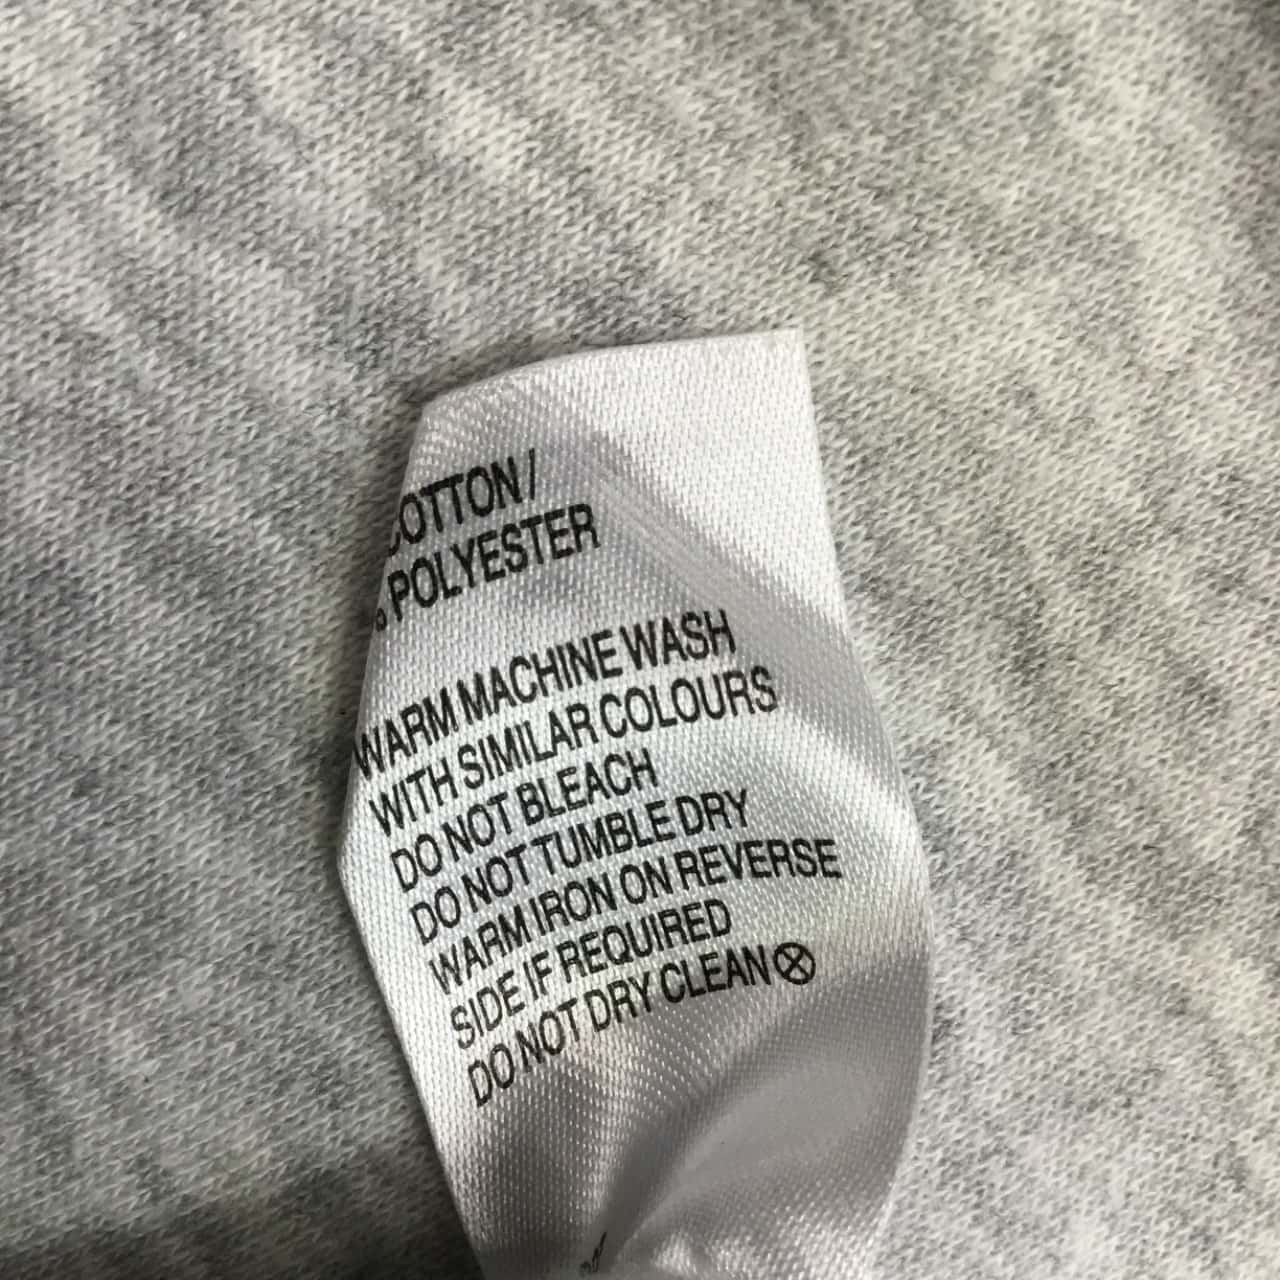 COTTON/
% POLYESTER
WARM MACHINE WASH
WITH SIMILAR COLOURS
DO NOT BLEACH
DO NOT TUMBLE DRY
WARM IRON ON REVERSE
SIDE IF REQUIRED
DO NOT DRY CLEAN